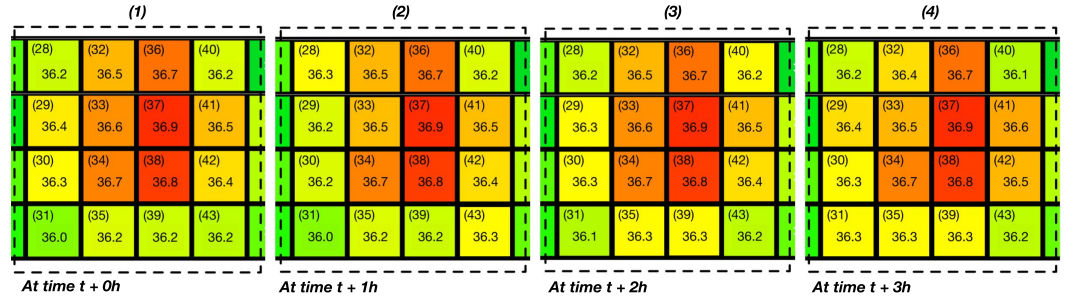 (1) (2) (3) (4)
(28) (32) (36) (40) (28) (32) (36) (40) (28) (32) (36) (40) (28) (32) (36) (40)
36.2 36.5 36.7 36.2 36.3 36.5 36.7 36.2 36.2 36.5 36.7 36.2 36.2 36.4 36.7 36.1
(29) (33) (37) (41) (29) (33) (37) (41) (29) (33) (37) (41) (29) (33) (37) (41)
36.4 36.6 36.9 36.5 36.2 36.5 36.9 36.5 36.3 36.6 36.9 36.5 36.4 36.5 36.9 36.6
(30) (34) (38) (42) (30) (34) (38) (42) (30) (34) (38) (42) (30) (34) (38) (42)
36.3 36.7 36.8 36.4 36.2 36.7 36.8 36.4 36.3 36.7 36.8 36.4 36.3 36.7 36.8 36.5
(31) (35) (39) (43) (31) (35) (39) (43) (31) (35) (39) (43) (31) (35) (39) (43)
36.0 36.2 36.2 36.2 36.0 36.2 36.2 36.3 36.1 36.3 36.3 36.2 36.3 36.3 36.3 36.2
At time t + 0h At time t + 1h At time t + 2h At time t + 3h